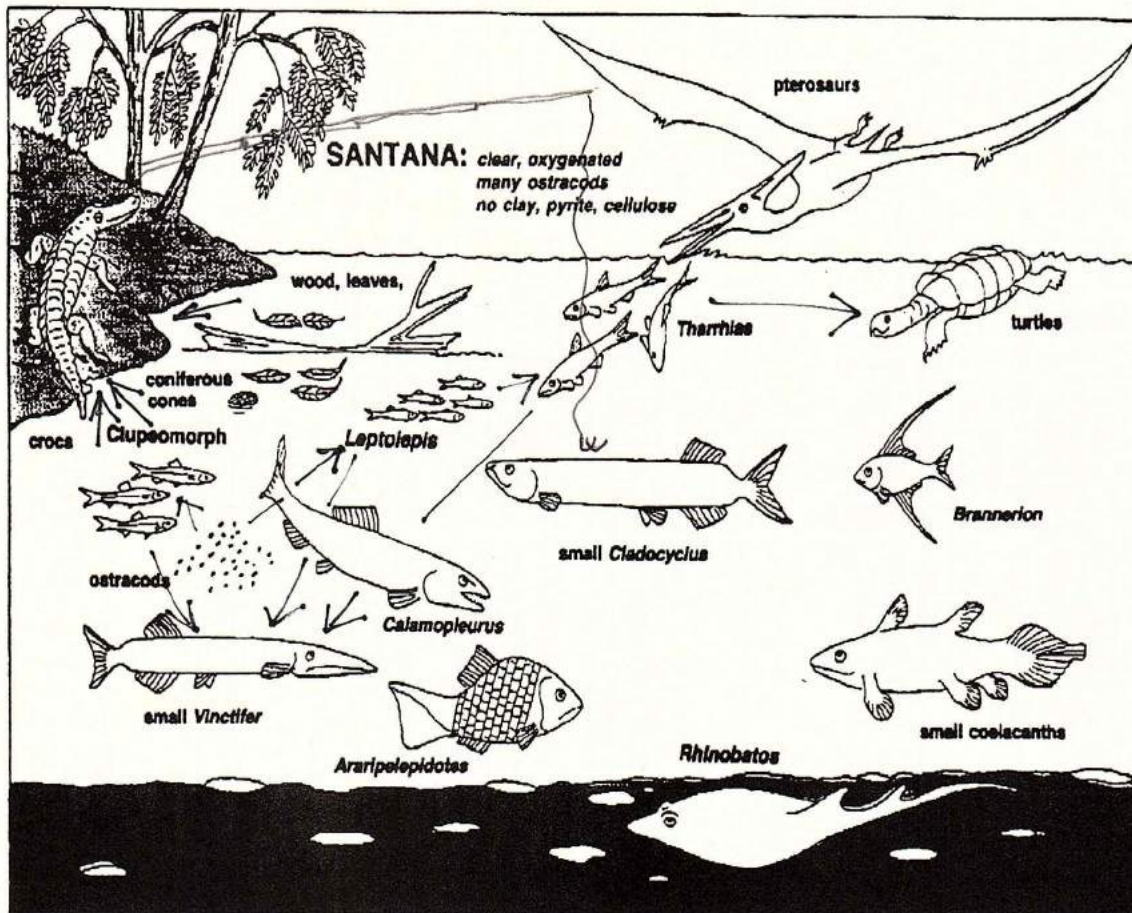 pterosaurs
SANTANA: clear, oxygenated
many ostracods
no clay, pyrite, cellulose
wood, leaves,
Tharrhias
turtles
coniferous
cones
crocs
Clupeomorph
Leptolepis
Brannerion
small Cladocyclus
ostracods
Calamopleurus
small Vinctifer
small coelacanths
Araripelepidotes
Rhinobatos